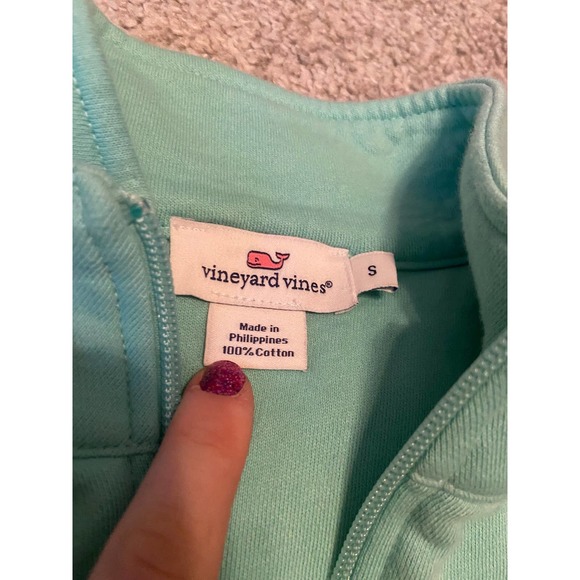 vineyard vines®
S
Made in
Philippines
100% Cotton